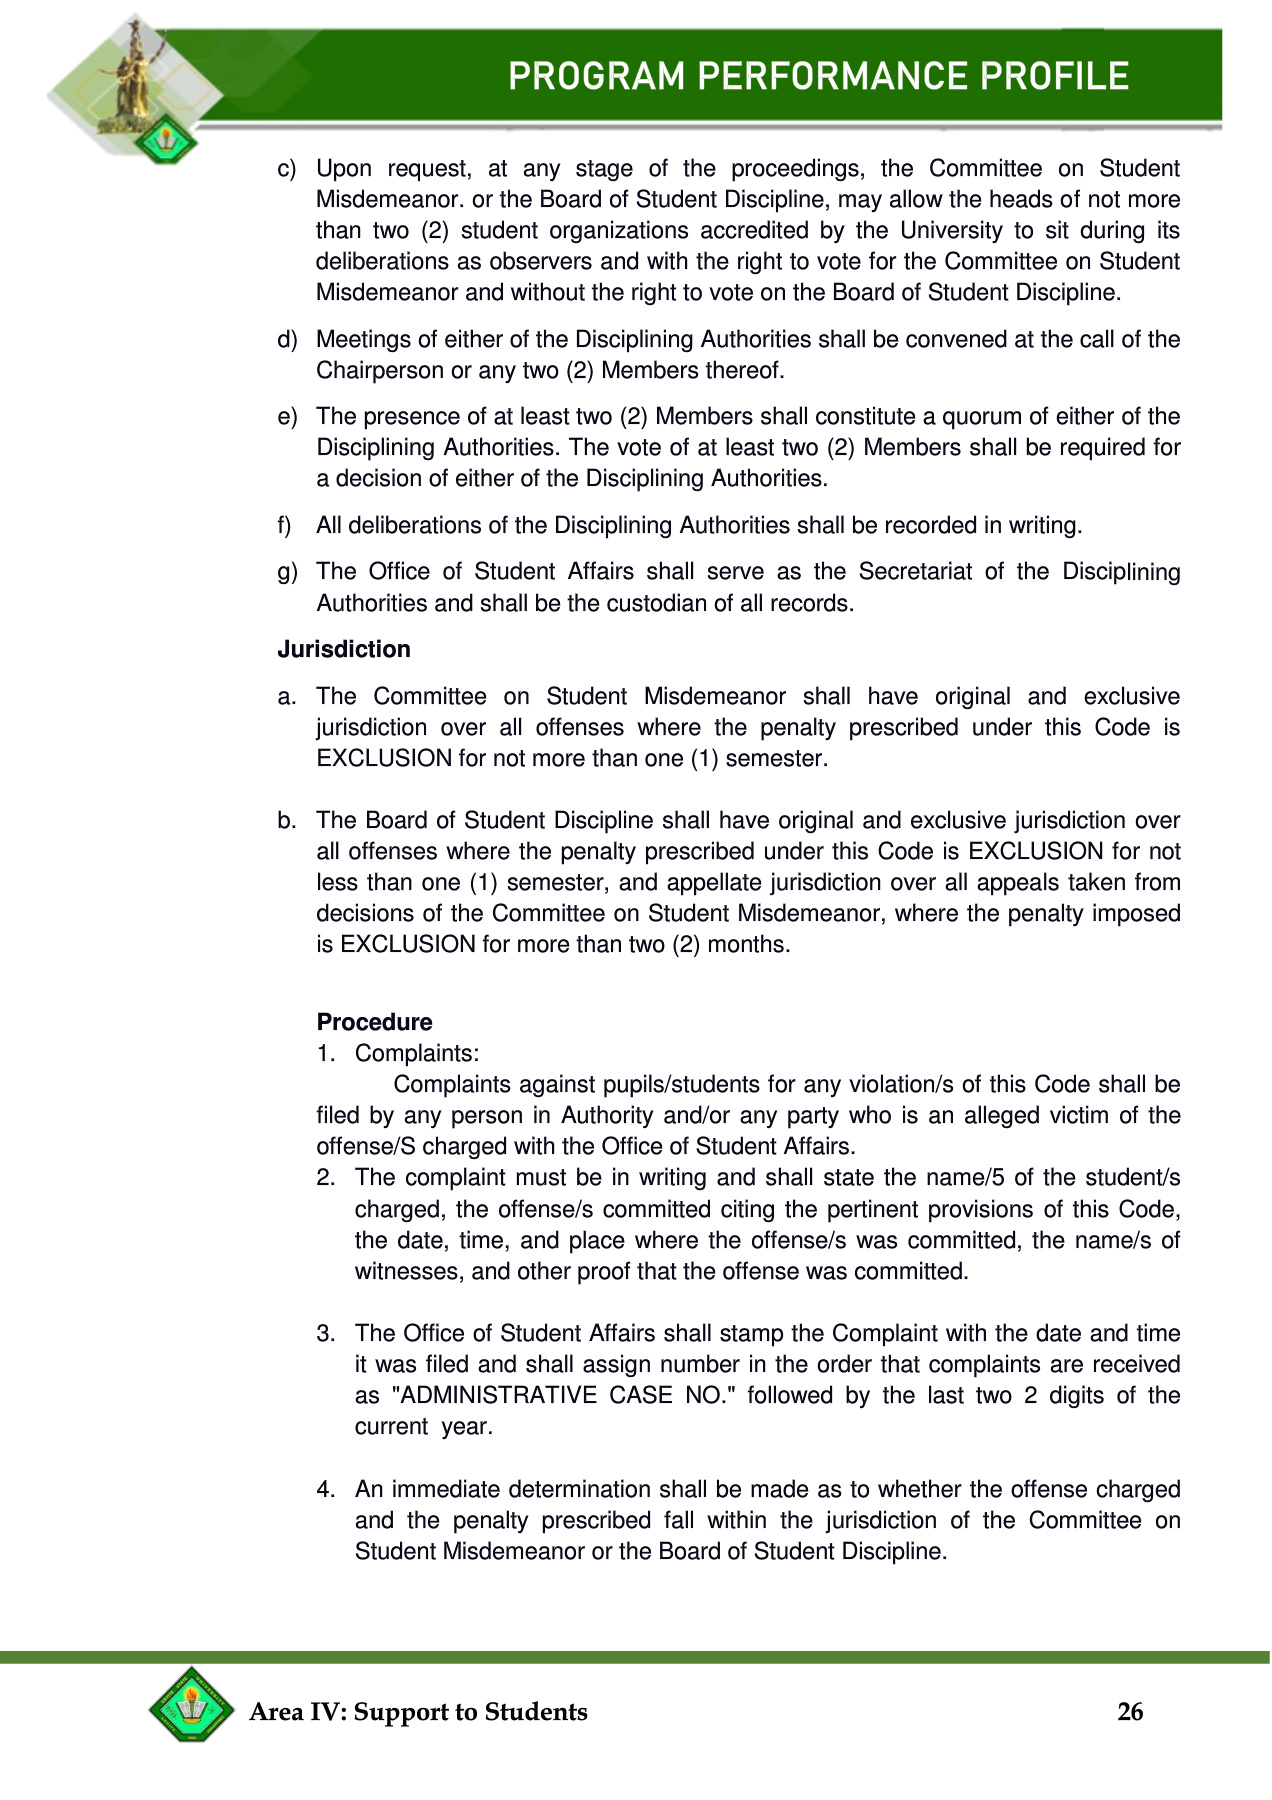 PROGRAM PERFORMANCE PROFILE
c) Upon request, at any stage of the proceedings, the Committee on Student
Misdemeanor. or the Board of Student Discipline, may allow the heads of not more
than two (2) student organizations accredited by the University to sit during its
deliberations as observers and with the right to vote for the Committee on Student
Misdemeanor and without the right to vote on the Board of Student Discipline.
d) Meetings of either of the Disciplining Authorities shall be convened at the call of the
Chairperson or any two (2) Members thereof.
e) The presence of at least two (2) Members shall constitute a quorum of either of the
Disciplining Authorities. The vote of at least two (2) Members shall be required for
a decision of either of the Disciplining Authorities.
f) All deliberations of the Disciplining Authorities shall be recorded in writing.
g) The Office of Student Affairs shall serve as the Secretariat of the Disciplining
Authorities and shall be the custodian of all records.
Jurisdiction
a. The Committee on Student Misdemeanor shall have original and exclusive
jurisdiction over all offenses where the penalty prescribed under this Code is
EXCLUSION for not more than one (1) semester.
b. The Board of Student Discipline shall have original and exclusive jurisdiction over
all offenses where the penalty prescribed under this Code is EXCLUSION for not
less than one (1) semester, and appellate jurisdiction over all appeals taken from
decisions of the Committee on Student Misdemeanor, where the penalty imposed
is EXCLUSION for more than two (2) months.
Procedure
1. Complaints:
Complaints against pupils/students for any violation/s of this Code shall be
filed by any person in Authority and/or any party who is an alleged victim of the
offense/S charged with the Office of Student Affairs.
2. The complaint must be in writing and shall state the name/5 of the student/s
charged, the offense/s committed citing the pertinent provisions of this Code,
the date, time, and place where the offense/s was committed, the name/s of
witnesses, and other proof that the offense was committed.
3. The Office of Student Affairs shall stamp the Complaint with the date and time
it was filed and shall assign number in the order that complaints are received
as "ADMINISTRATIVE CASE NO." followed by the last two 2 digits of the
current year.
4. An immediate determination shall be made as to whether the offense charged
and the penalty prescribed fall within the jurisdiction of the Committee on
Student Misdemeanor or the Board of Student Discipline.
Area IV: Support to Students
26